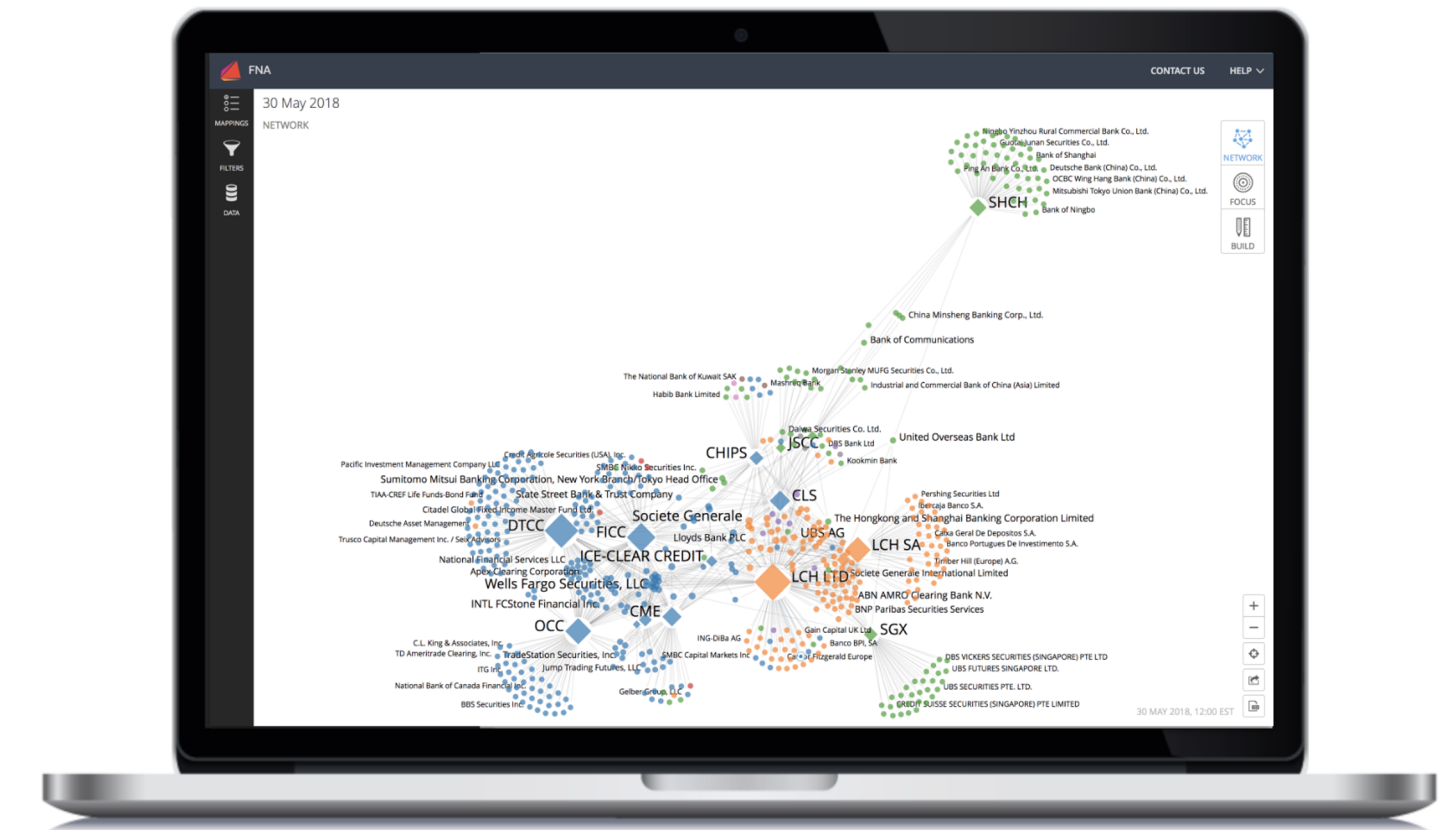 FNA
CONTACT US
HELP
MAPPINGS
FILTERS
DATA
30 May 2018
NETWORK
NETWORK
FOCUS
BUILD
Ningbo Yinzhou Rural Commercial Bank Co., Ltd.
Guotai Junan Securities Co., Ltd.
Bank of Shanghai
Ping An Bank Co., Ltd.
Deutsche Bank (China) Co., Ltd.
OCBC Wing Hang Bank (China) Co., Ltd.
Mitsubishi Tokyo Union Bank (China) Co., Ltd.
SHCH
Bank of Ningbo
China Minsheng Banking Corp., Ltd.
Bank of Communications
Morgan Stanley MUFG Securities Co., Ltd.
The National Bank of Kuwait SAK
Mashreq Bank
Industrial and Commercial Bank of China (Asia) Limited
Habib Bank Limited
Daiwa Securities Co. Ltd.
JSCC
DBS Bank Ltd
United Overseas Bank Ltd
CHIPS
Kookmin Bank
Credit Agricole Securities (USA), Inc.
Pacific Investment Management Company LLC
SMBC Nikko Securities Inc.
Sumitomo Mitsui Banking Corporation, New York Branch/Tokyo Head Office
TIAA-CREF Life Funds-Bond Fund
State Street Bank & Trust Company
CLS
Pershing Securities Ltd
Ibercaja Banco S.A.
Citadel Global Fixed Income Master Fund Ltd.
Societe Generale
The Hongkong and Shanghai Banking Corporation Limited
Deutsche Asset Management
DTCC
FICC
UBS AG
Caixa Geral De Depositos S.A.
Trusco Capital Management Inc. / Seix Advisors
Lloyds Bank PLC
LCH SA
Banco Portugues De Investimento S.A.
National Financial Services LLC
ICE-CLEAR CREDIT
Timber Hill (Europe) A.G.
Apex Clearing Corporation
LCH LTD
Societe Generale International Limited
Wells Fargo Securities, LLC
ABN AMRO Clearing Bank N.V.
INTL FCStone Financial Inc.
CME
BNP Paribas Securities Services
OCC
Gain Capital UK Ltd
SGX
ING-DiBa AG
Banco BPI, SA
C.L. King & Associates, Inc.
TD Ameritrade Clearing, Inc.
TradeStation Securities, Inc.
SMBC Capital Markets Inc
Cantor Fitzgerald Europe
DBS VICKERS SECURITIES (SINGAPORE) PTE LTD
ITG Inc.
Jump Trading Futures, LLC
UBS FUTURES SINGAPORE LTD.
National Bank of Canada Financial Inc.
Gelber Group, LLC
UBS SECURITIES PTE. LTD.
BBS Securities Inc.
CREDIT SUISSE SECURITIES (SINGAPORE) PTE LIMITED
30 MAY 2018, 12:00 EST